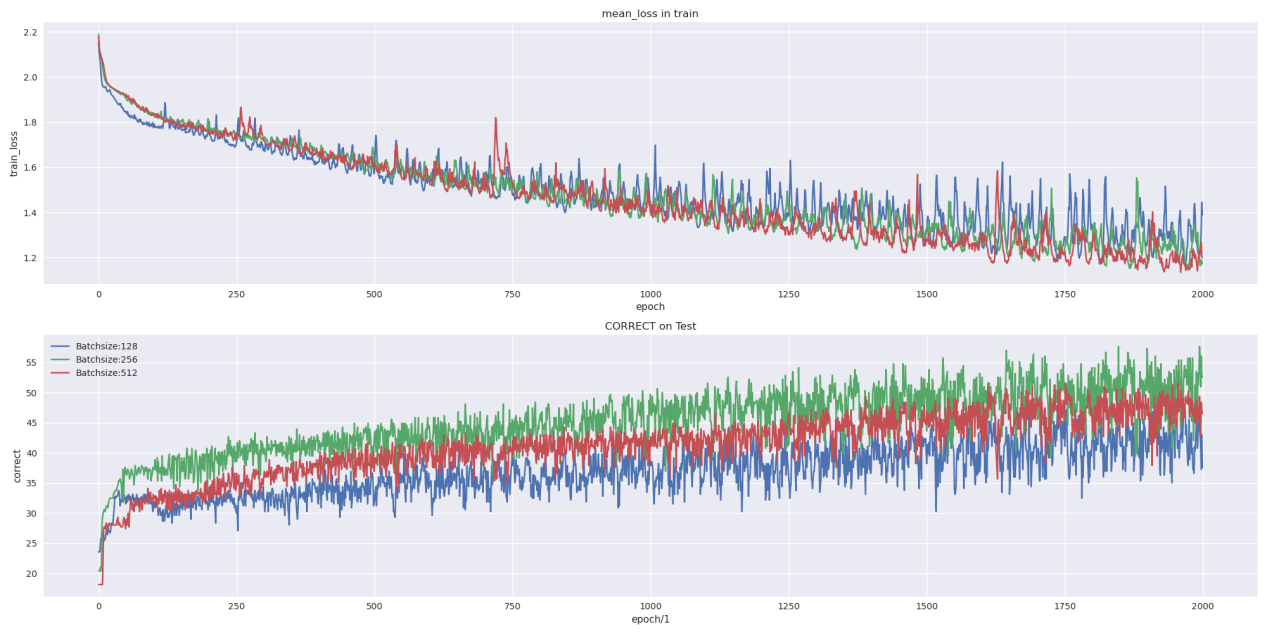 mean_loss in train
2.2
2.0
1.8
1.6
1.4
1.2
train_loss
0 250 500 750 1000 1250 1500 1750 2000
epoch
CORRECT on Test
Batchsize:128
Batchsize:256
Batchsize:512
55
50
45
40
35
30
25
20
correct
0 250 500 750 1000 1250 1500 1750 2000
epoch/1